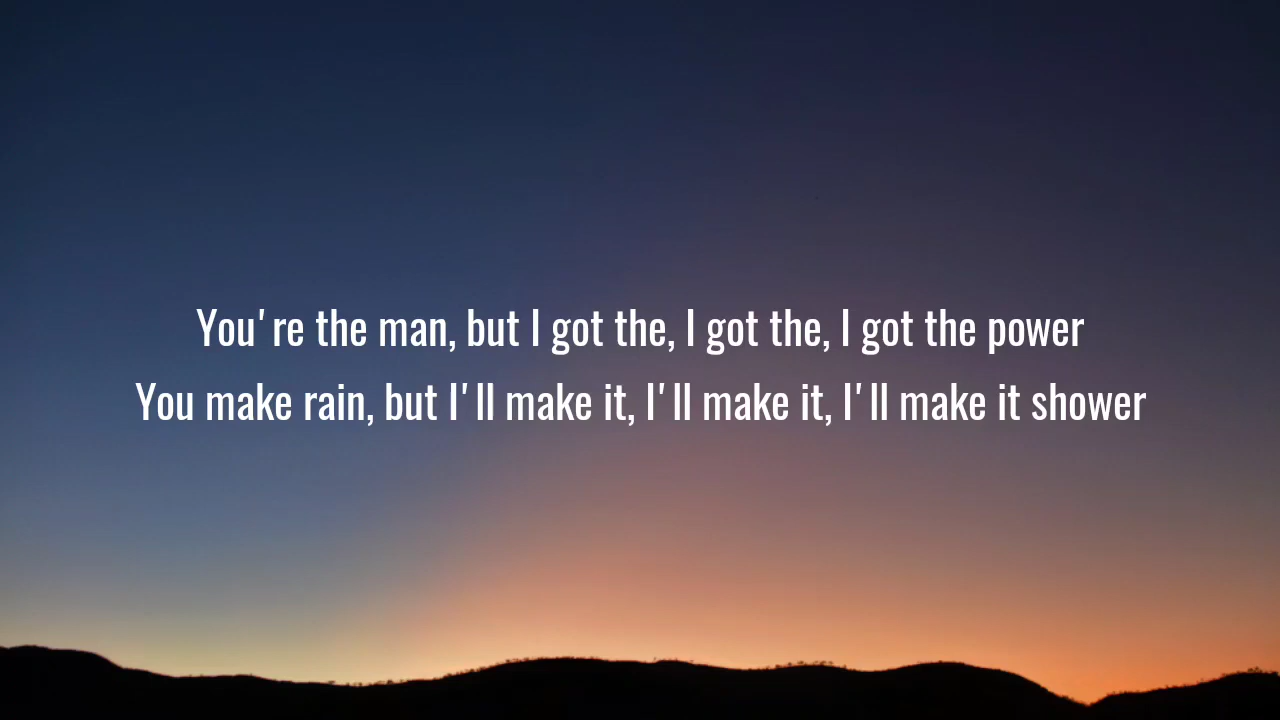 You're the man, but I got the, I got the, I got the power
You make rain, but I'll make it, I'll make it, I'll make it shower